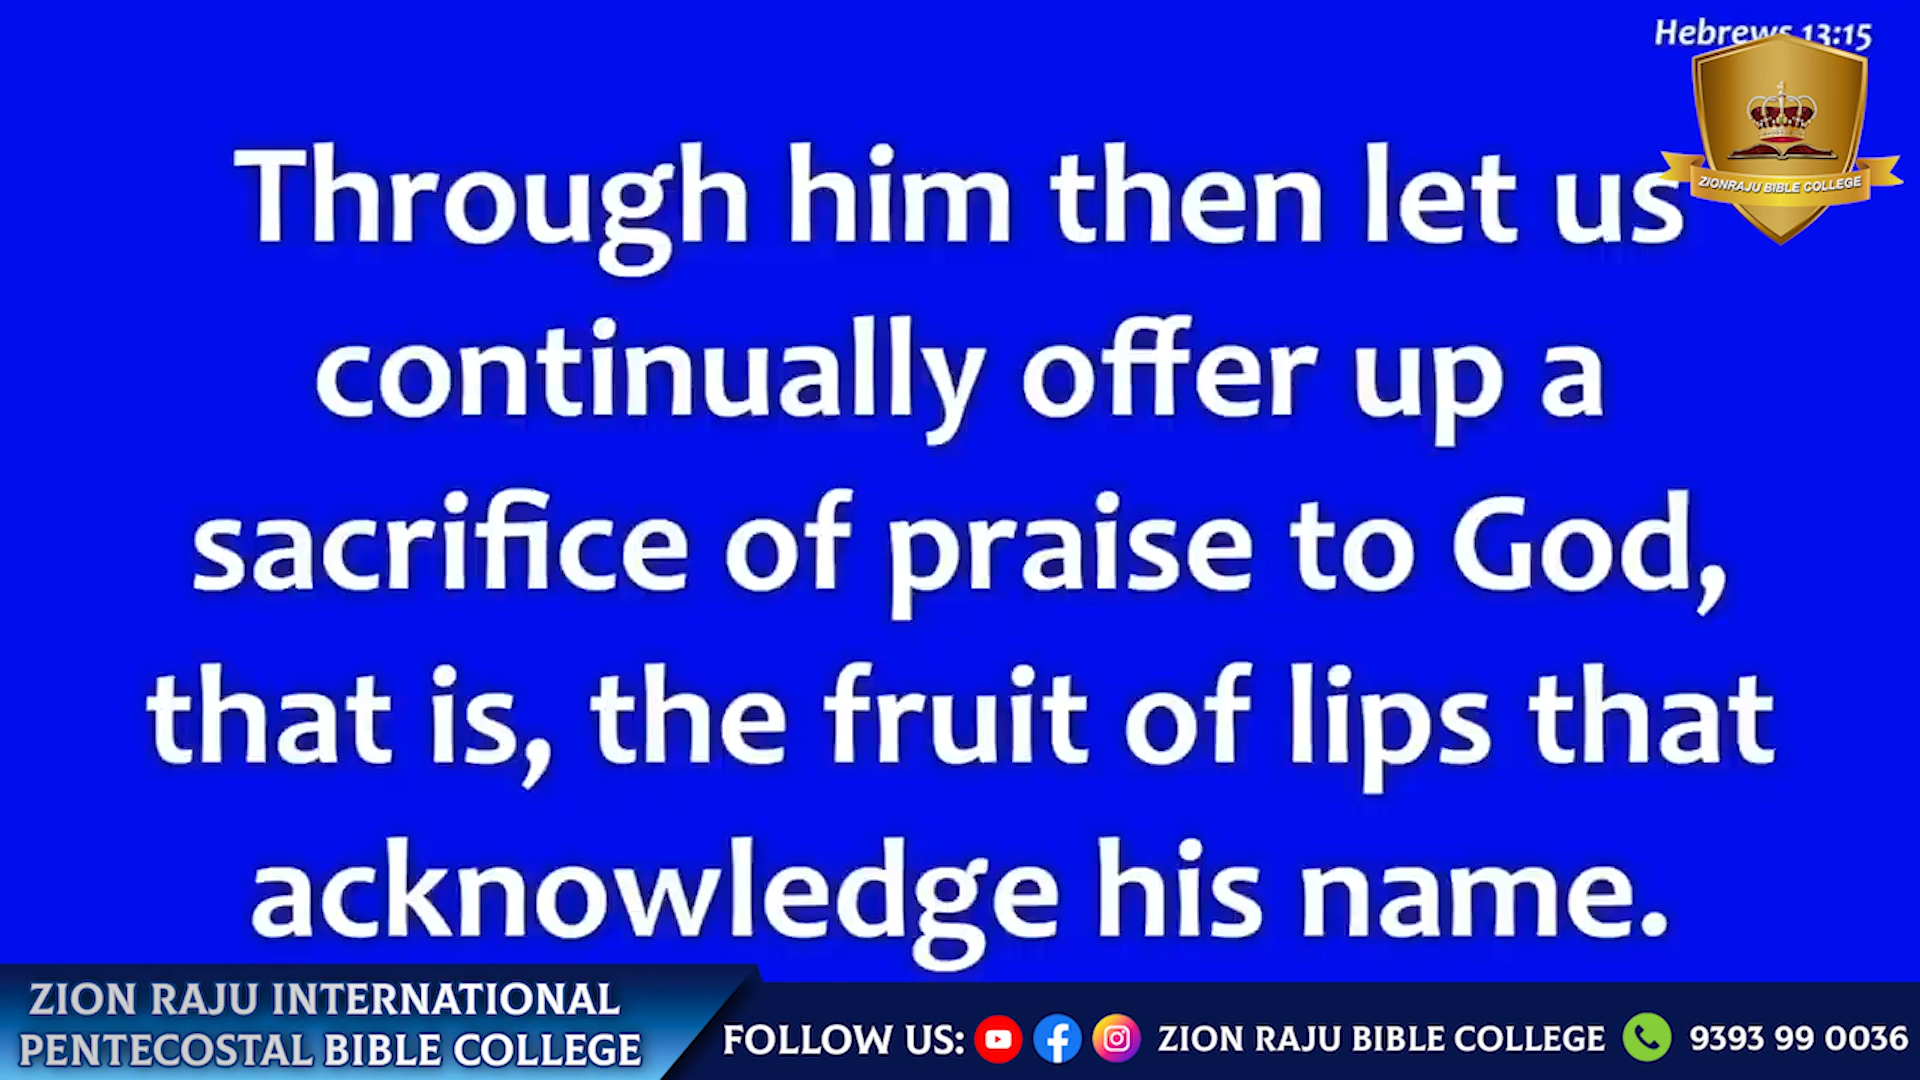 Hebrews 13:15
ZIONRAJU BIBLE COLLEGE
Through him then let us
continually offer up a
sacrifice of praise to God,
that is, the fruit of lips that
acknowledge his name.
ZION RAJU INTERNATIONAL
PENTECOSTAL BIBLE COLLEGE
FOLLOW US: ZION RAJU BIBLE COLLEGE 9393 99 0036